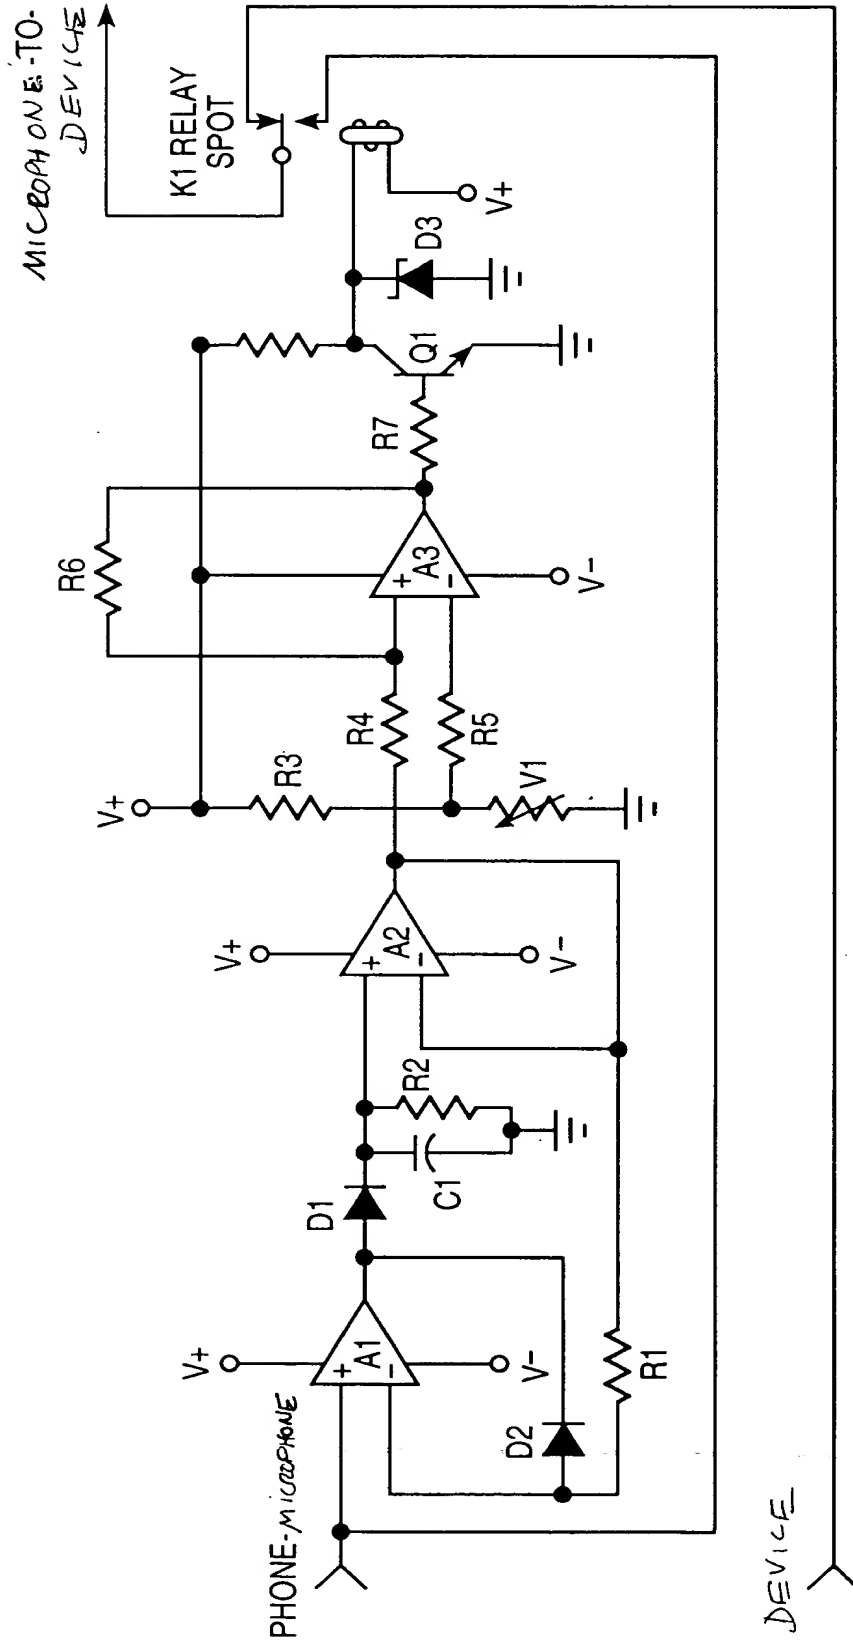 MICROPHONE-TO-
DEVICE
K1 RELAY
SPOT
V+
D3
Q1
R7
R6
A3
+
-
V-
R4
R5
R3
V1
V+
A2
+
-
V+
V-
R2
C1
D1
A1
+
-
V+
V-
D2
R1
PHONE-MICROPHONE
DEVICE